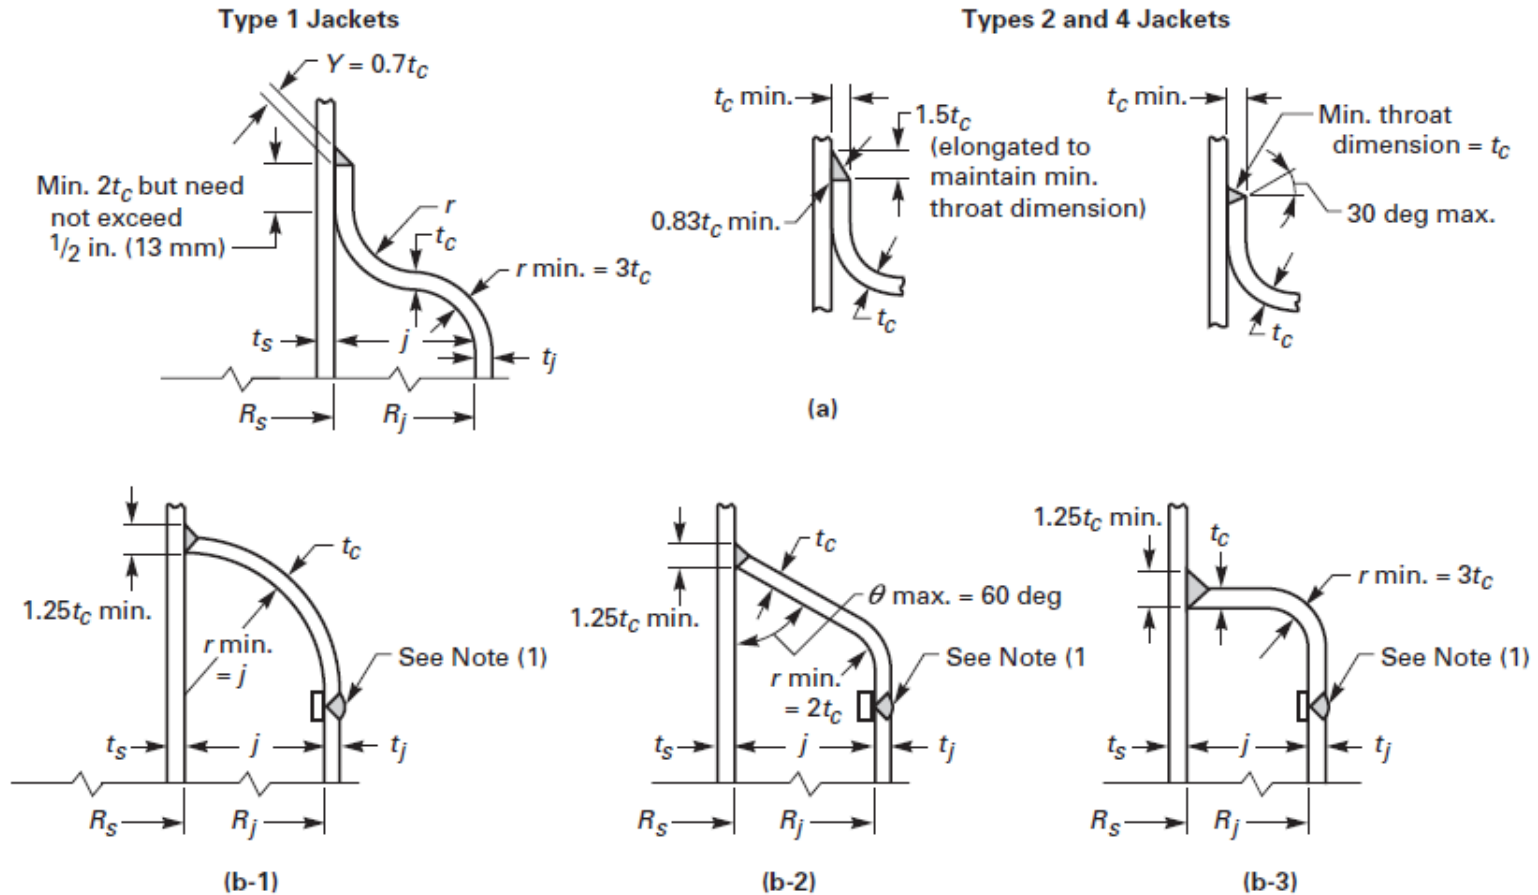 Type 1 Jackets
Types 2 and 4 Jackets
Y = 0.7tc
Min. 2tc but need
not exceed
1/2 in. (13 mm)
r
tc
r min. = 3tc
ts
j
tj
Rs
Rj
tc min.
1.5tc
(elongated to
maintain min.
throat dimension)
0.83tc min.
tc
tc min.
Min. throat
dimension = tc
30 deg max.
tc
(a)
1.25tc min.
tc
r min.
= j
See Note (1)
ts
j
tj
Rs
Rj
(b-1)
1.25tc min.
tc
θ max. = 60 deg
r min.
= 2tc
See Note (1
ts
j
tj
Rs
Rj
(b-2)
1.25tc min.
tc
r min. = 3tc
See Note (1)
ts
j
tj
Rs
Rj
(b-3)